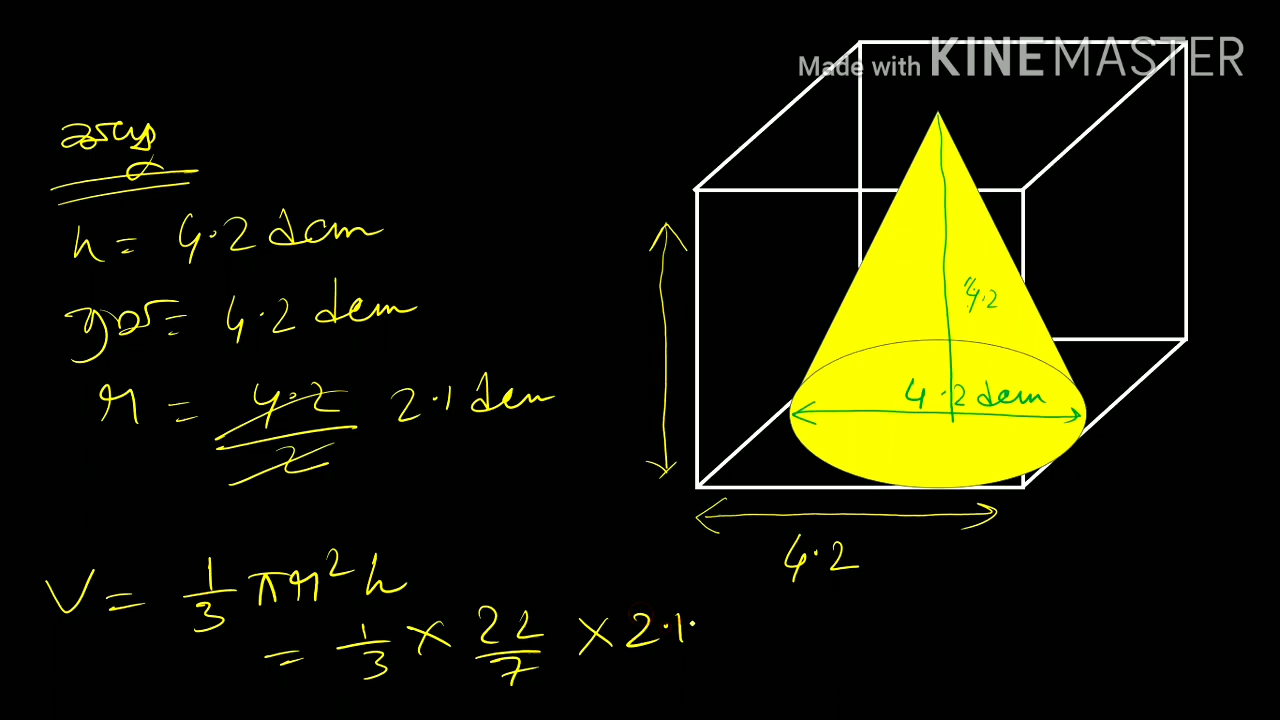 Made with KINEMASTER
h = 4.2 dcm
= 4.2 dcm
r = 4.2/2 2.1 dcm
4.2
4.2 dcm
4.2
V = 1/3 πr²h
= 1/3 × 22/7 × 2.1.